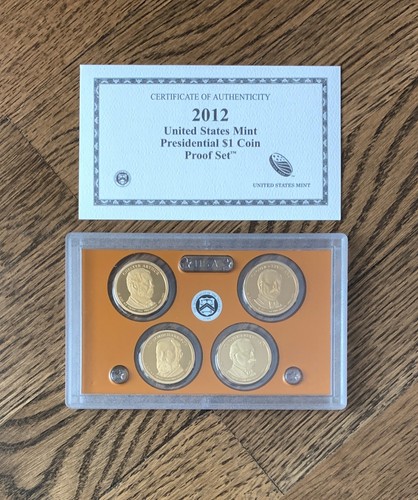 CERTIFICATE OF AUTHENTICITY
2012
United States Mint
Presidential $1 Coin
Proof Set™
UNITED STATES MINT
U.S.A.